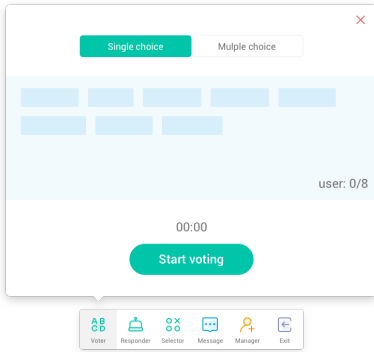 Single choice Mulple choice
user: 0/8
00:00
Start voting
A B
C D
Voter Responder Selector Message Manager Exit